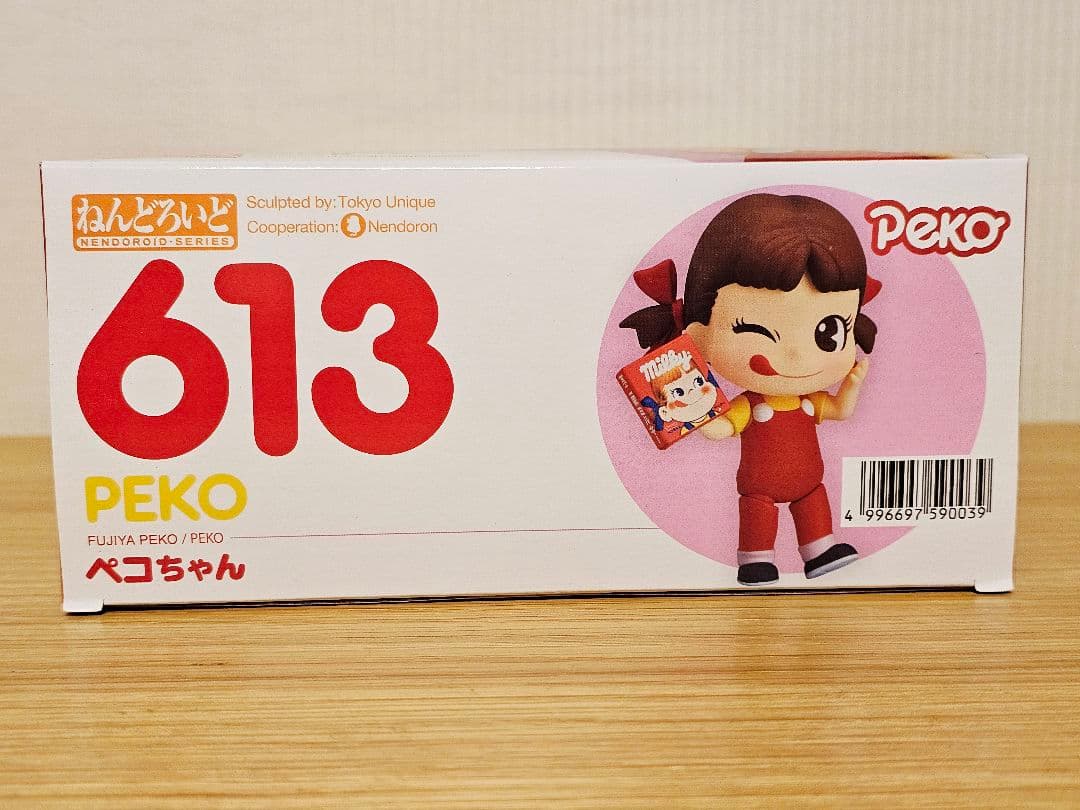 ねんどろいど
NENDOROID•SERIES
Sculpted by:Tokyo Unique
Cooperation: Nendoron
613
PEKO
FUJIYA PEKO / PEKO
ペコちゃん
Peko
Milky
4 996697 590039